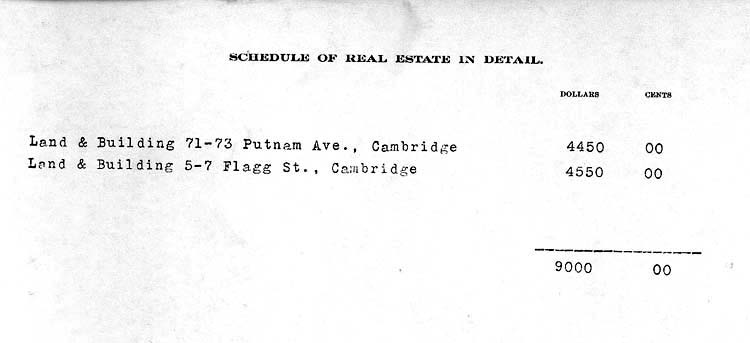 SCHEDULE OF REAL ESTATE IN DETAIL.
DOLLARS CENTS
Land & Building 71-73 Putnam Ave., Cambridge 4450 00
Land & Building 5-7 Flagg St., Cambridge 4550 00
9000 00